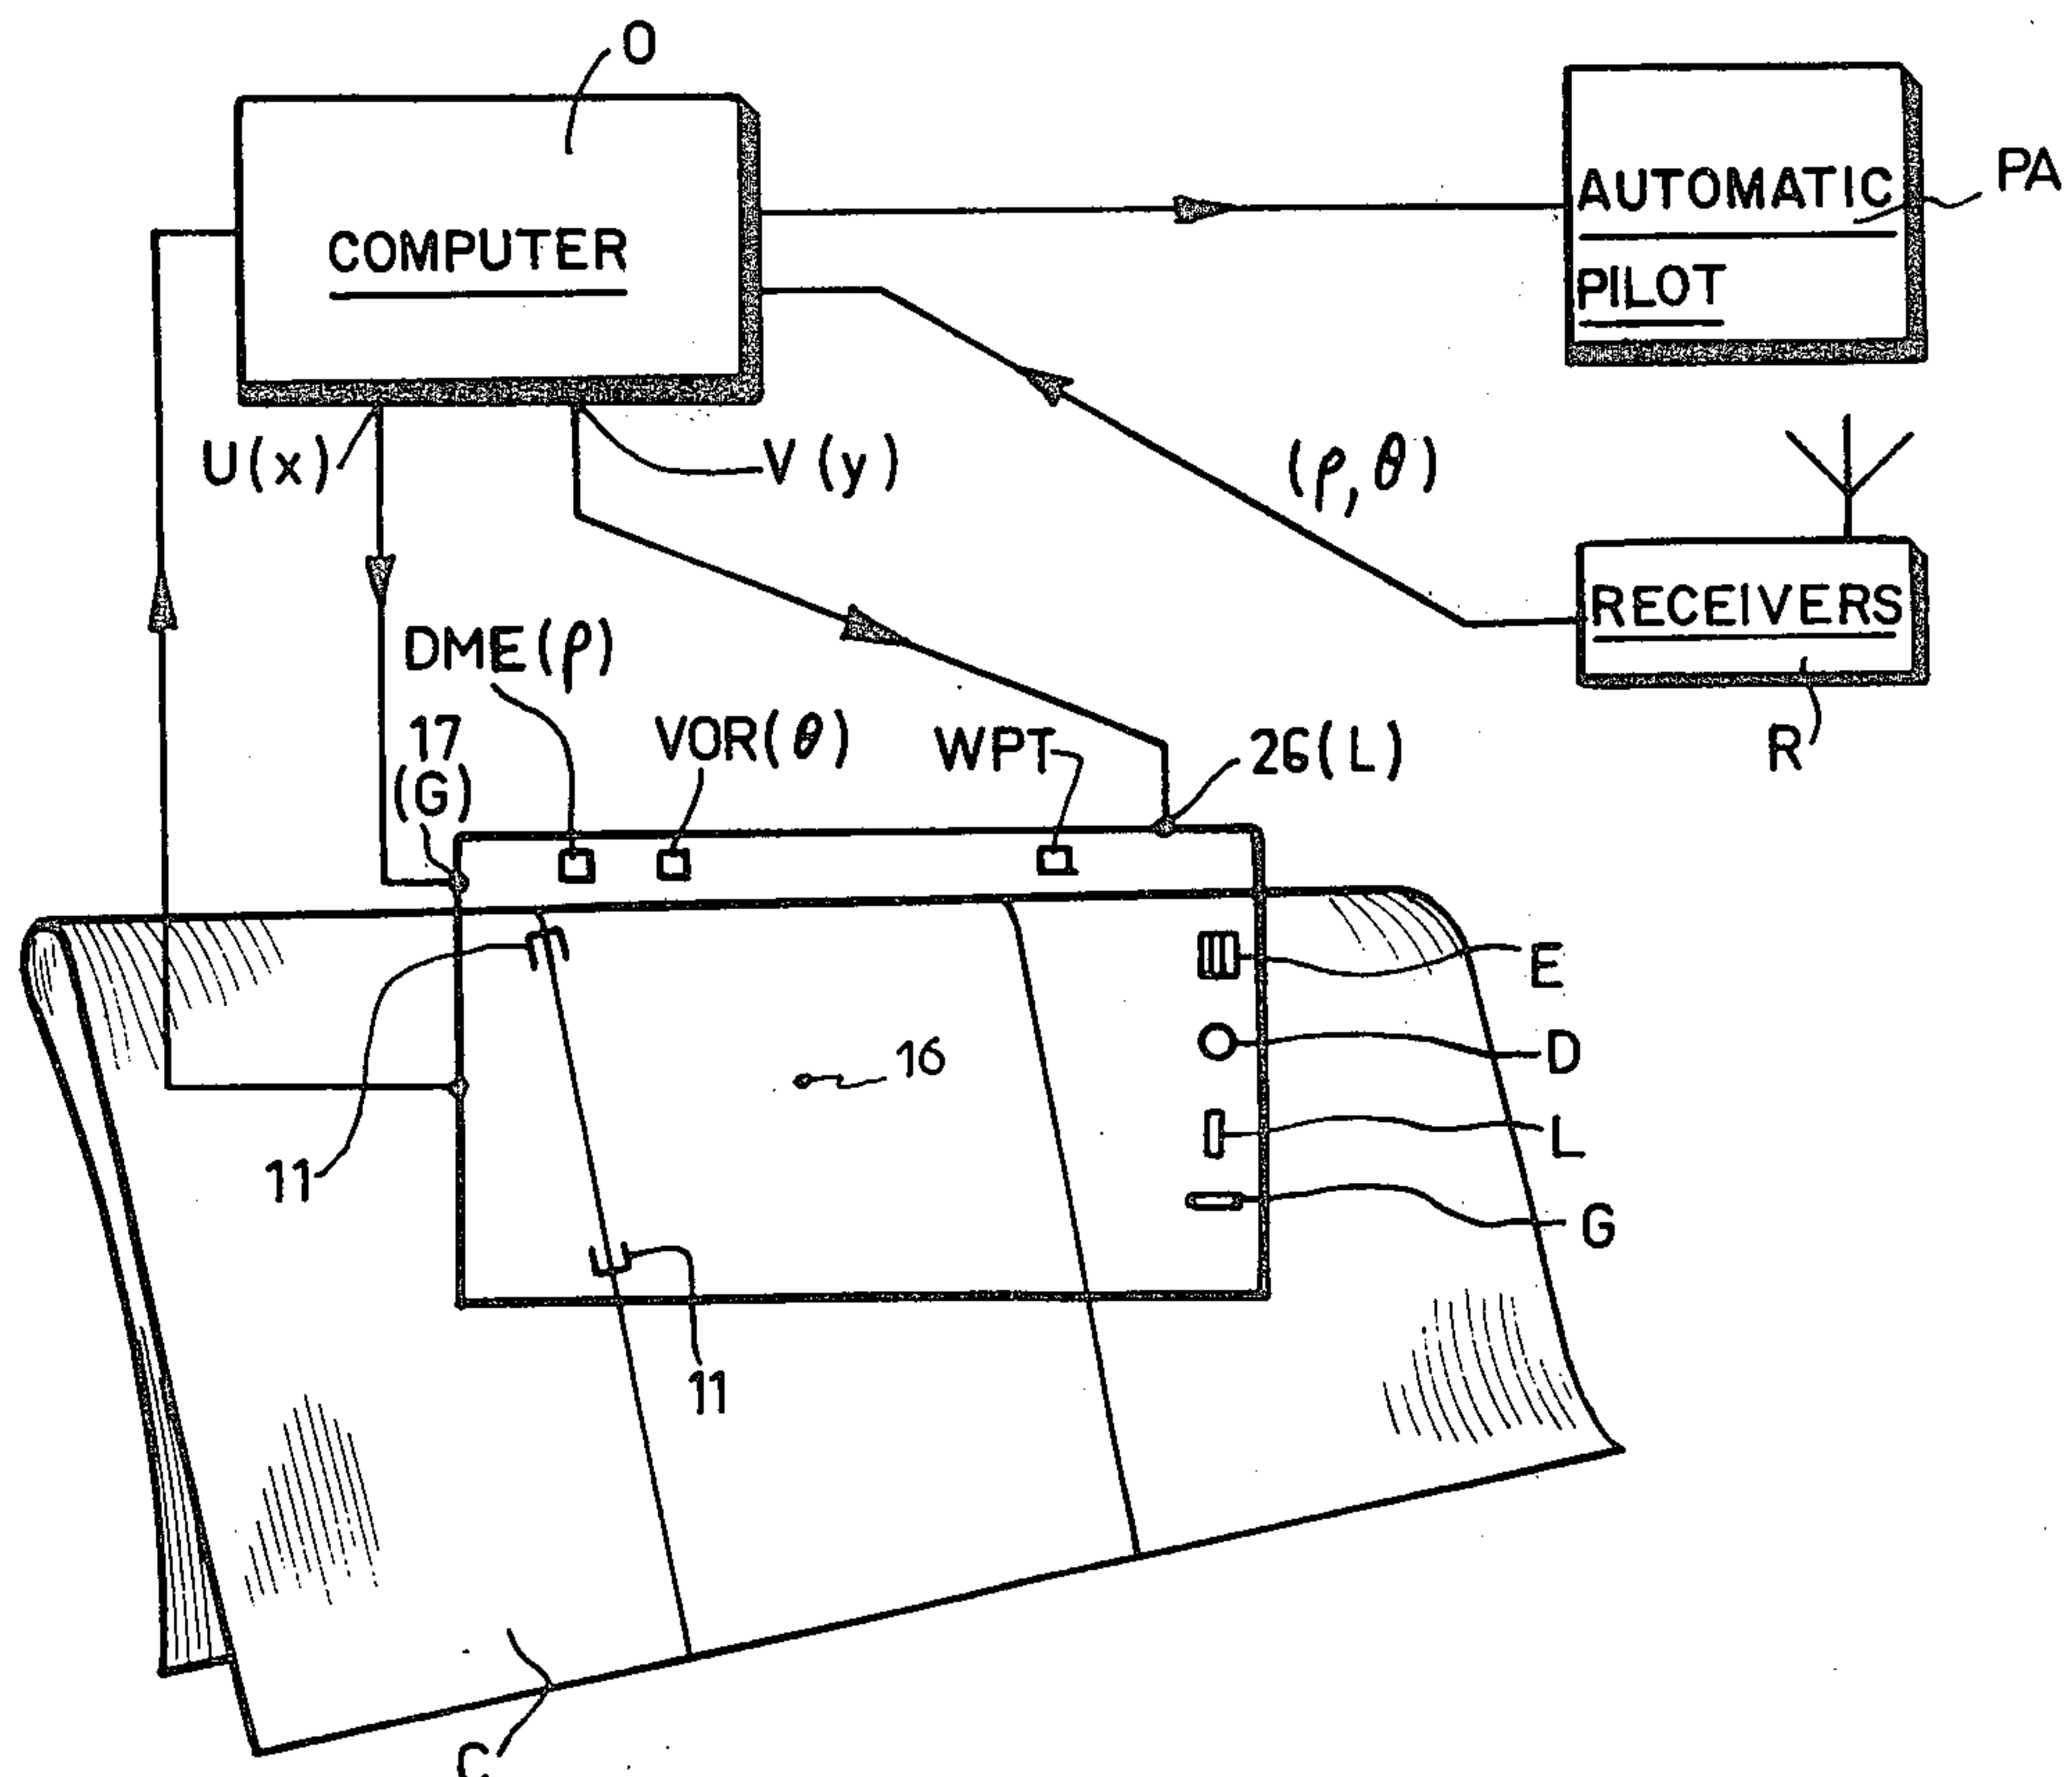 O
COMPUTER
AUTOMATIC
PILOT
PA
U(x)
V(y)
(ρ,θ)
RECEIVERS
R
DME(ρ)
VOR(θ)
WPT
26(L)
17
(G)
E
D
L
G
16
11
11
C